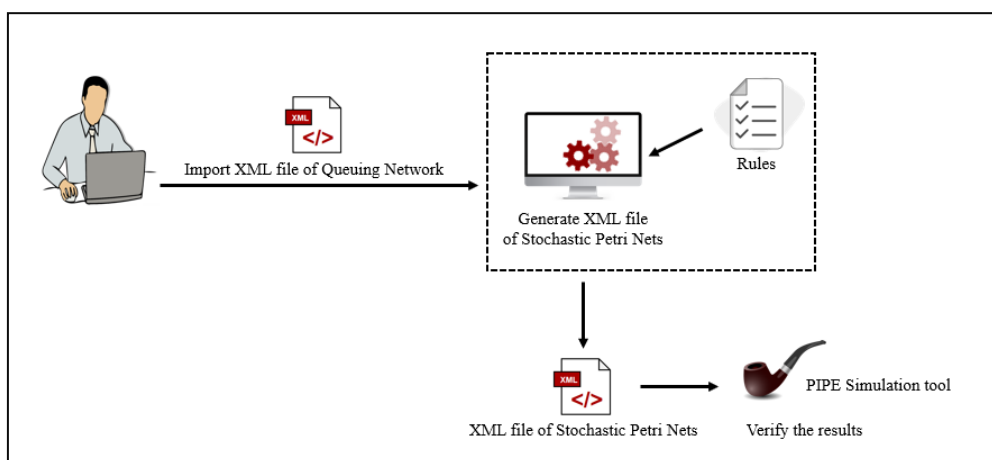 XML
</>
Import XML file of Queuing Network
Rules
Generate XML file
of Stochastic Petri Nets
XML
</>
XML file of Stochastic Petri Nets
PIPE Simulation tool
Verify the results